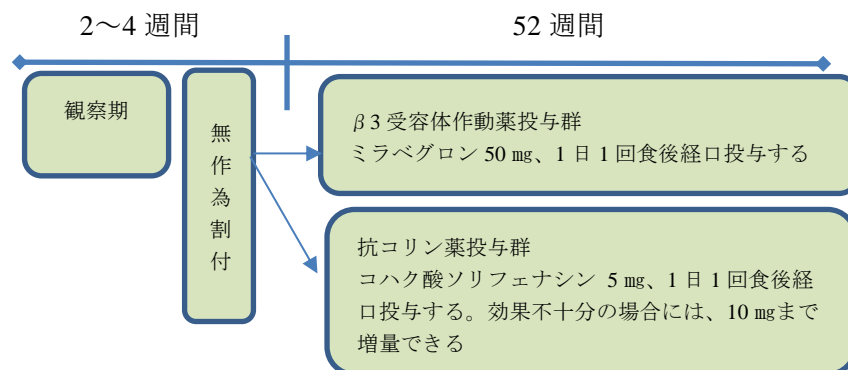 2～4 週間
52 週間
観察期
無作為割付
β3 受容体作動薬投与群
ミラベグロン 50 ㎎、1 日 1 回食後経口投与する
抗コリン薬投与群
コハク酸ソリフェナシン 5 ㎎、1 日 1 回食後経
口投与する。効果不十分の場合には、10 ㎎まで
増量できる